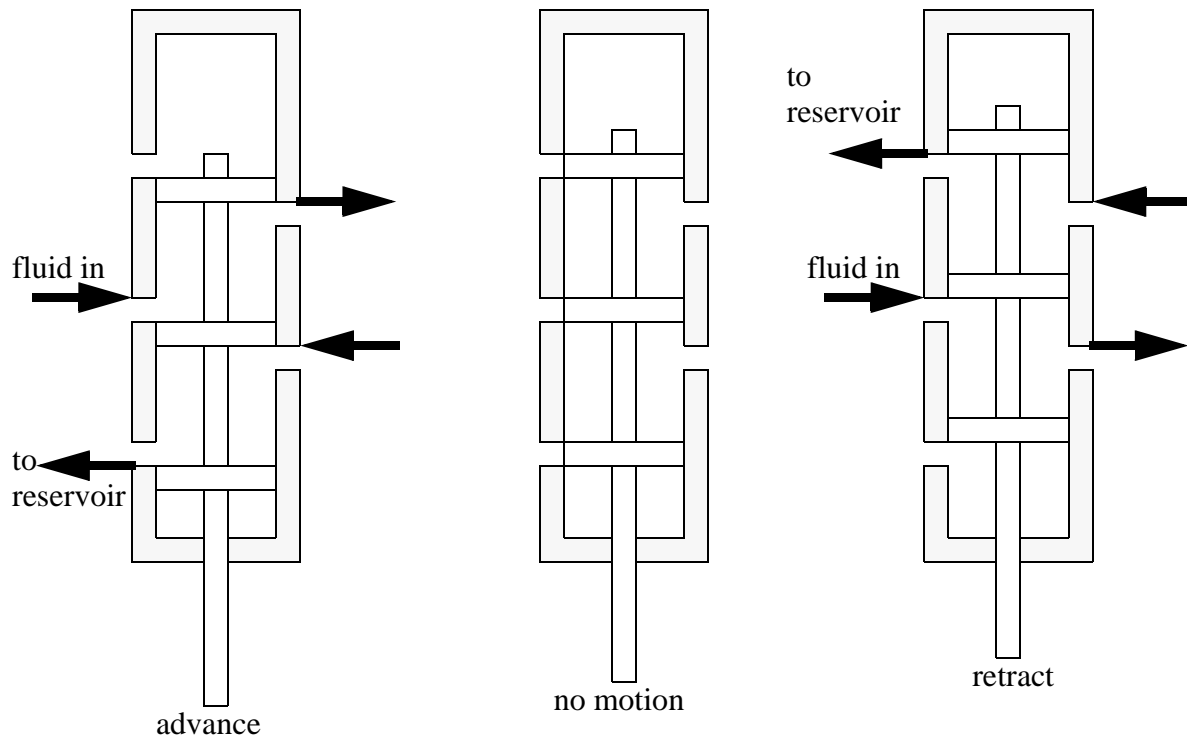 to
reservoir
fluid in
fluid in
to
reservoir
advance
no motion
retract